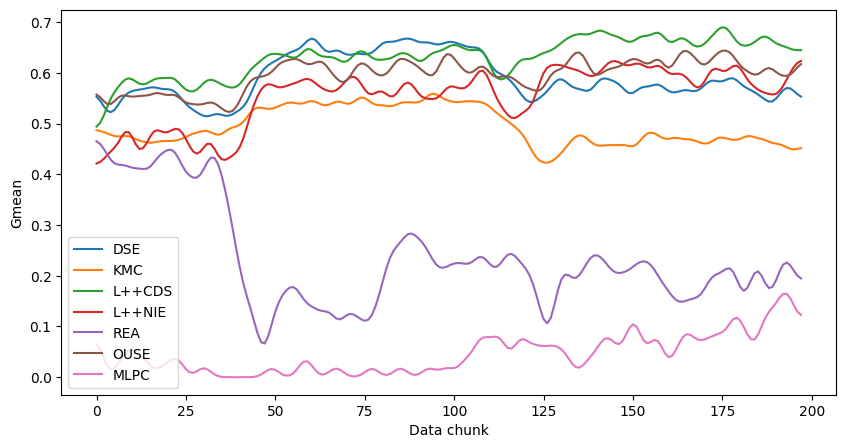 0.7
0.6
0.5
0.4
0.3
0.2
0.1
0.0
Gmean
DSE
KMC
L++CDS
L++NIE
REA
OUSE
MLPC
0 25 50 75 100 125 150 175 200
Data chunk